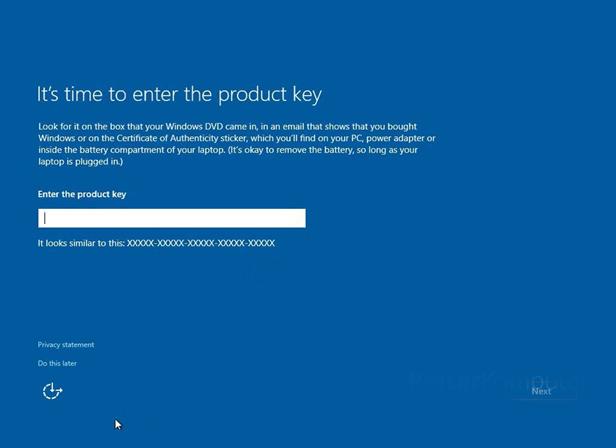 It's time to enter the product key
Look for it on the box that your Windows DVD came in, in an email that shows that you bought
Windows or on the Certificate of Authenticity sticker, which you'll find on your PC, power adapter or
inside the battery compartment of your laptop. (It's okay to remove the battery, so long as your
laptop is plugged in.)
Enter the product key
It looks similar to this: XXXXX-XXXXX-XXXXX-XXXXX-XXXXX
Privacy statement
Do this later
Next